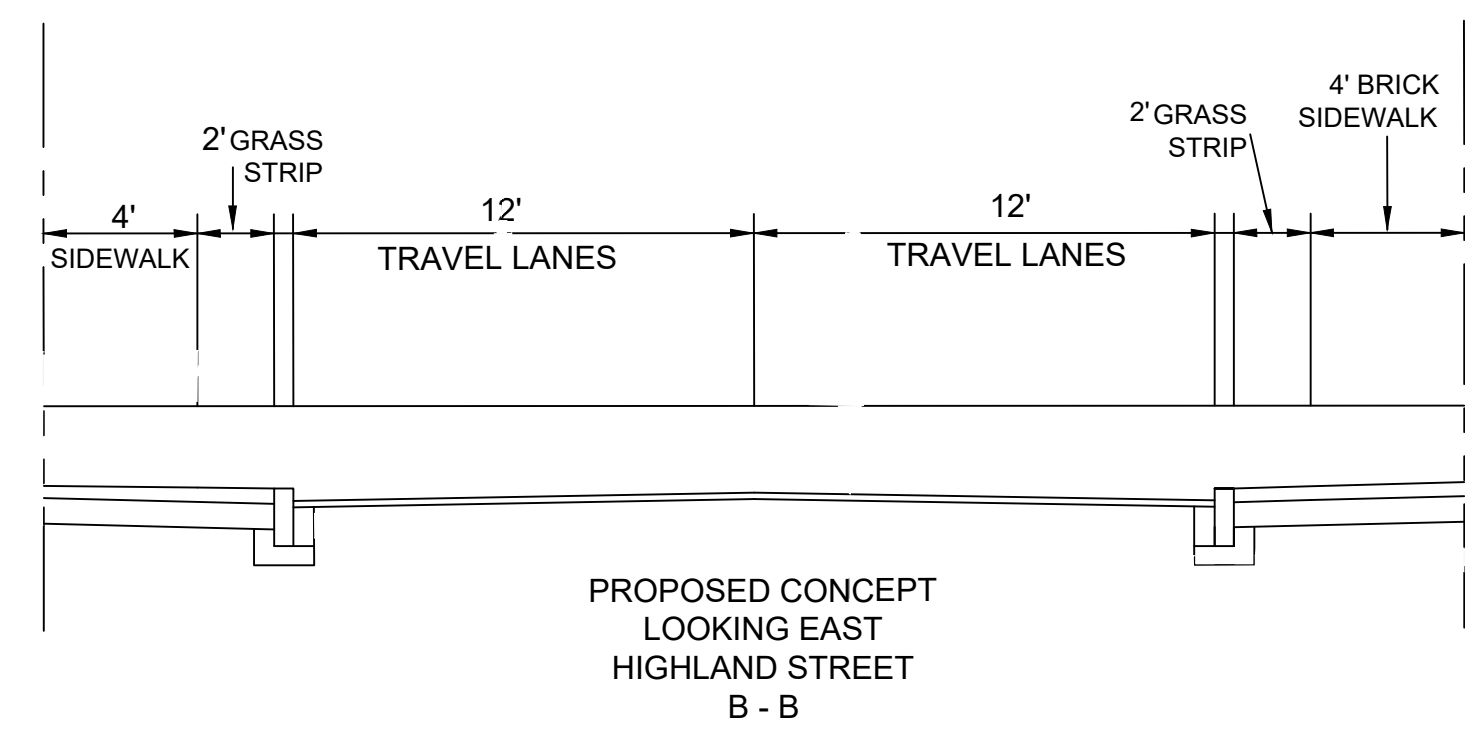 4'
SIDEWALK
2' GRASS
STRIP
12'
TRAVEL LANES
12'
TRAVEL LANES
2' GRASS
STRIP
4' BRICK
SIDEWALK
PROPOSED CONCEPT
LOOKING EAST
HIGHLAND STREET
B - B